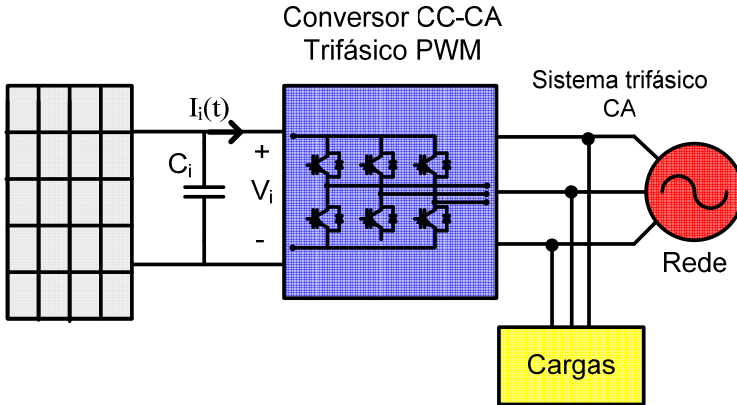 Conversor CC-CA
Trifásico PWM
Sistema trifásico
CA
Ii(t)
+
Ci
Vi
-
Rede
Cargas